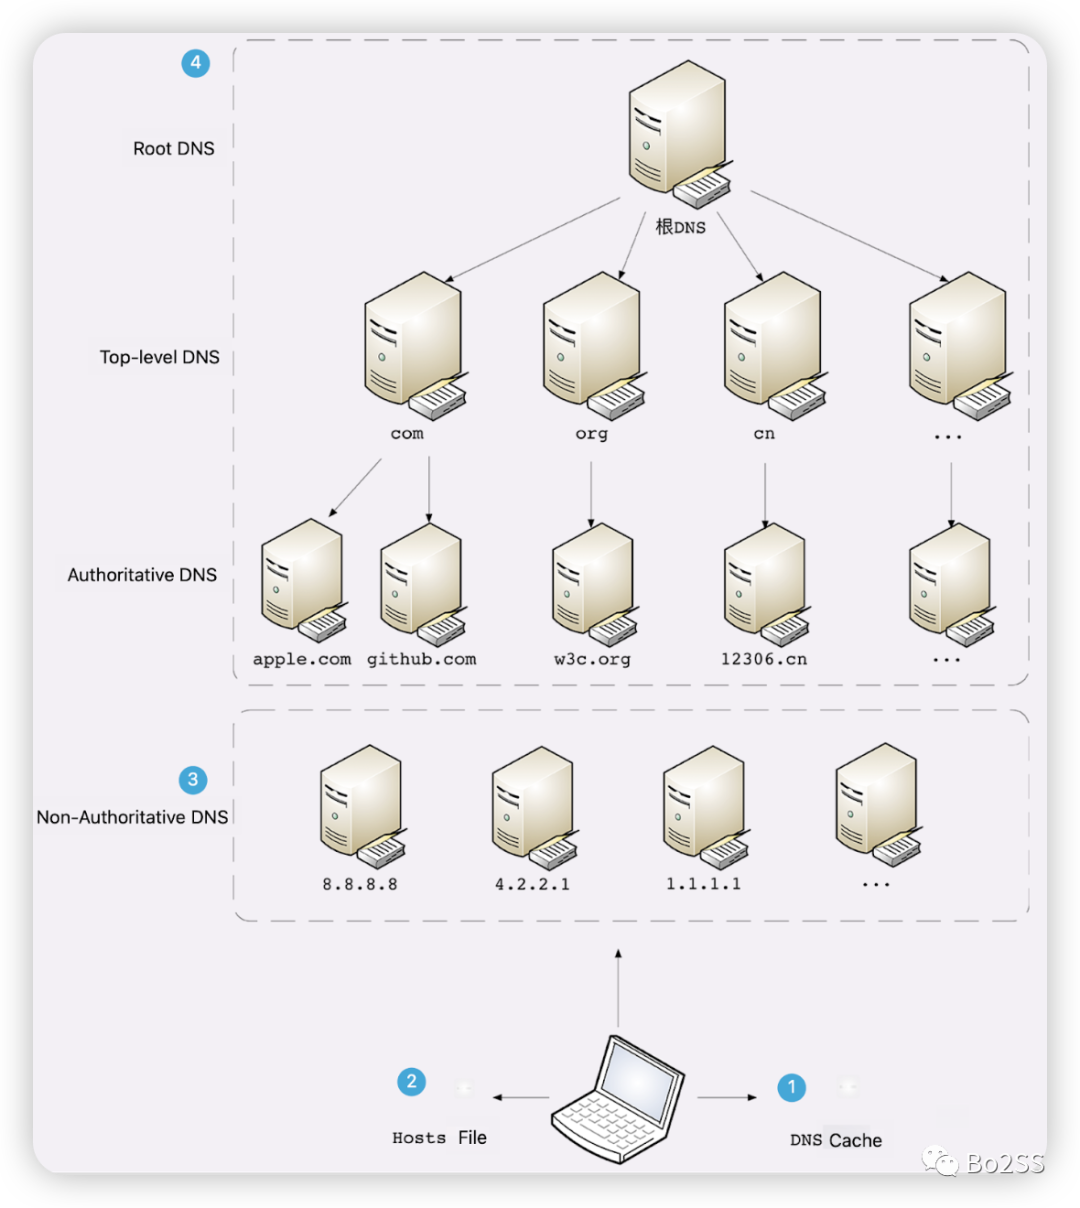 4
Root DNS
根DNS
Top-level DNS
com
org
cn
...
Authoritative DNS
apple.com
github.com
w3c.org
12306.cn
...
3
Non-Authoritative DNS
8.8.8.8
4.2.2.1
1.1.1.1
...
2
Hosts File
1
DNS Cache
Bo2SS